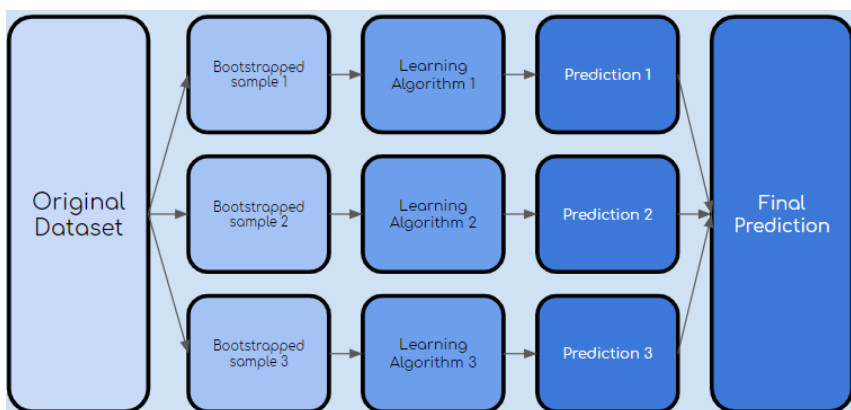 Original
Dataset
Bootstrapped
sample 1
Learning
Algorithm 1
Prediction 1
Bootstrapped
sample 2
Learning
Algorithm 2
Prediction 2
Bootstrapped
sample 3
Learning
Algorithm 3
Prediction 3
Final
Prediction